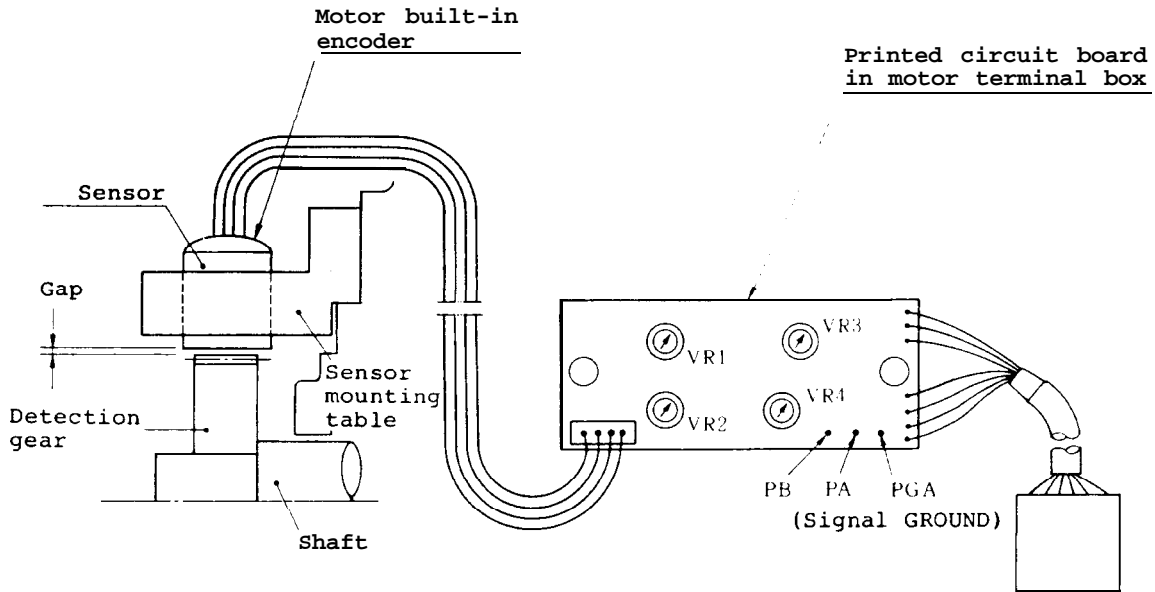 Motor built-in
encoder
Printed circuit board
in motor terminal box
Sensor
Gap
VR3
VR1
Sensor
mounting
table
VR4
VR2
Detection
gear
PB PA PGA
(Signal GROUND)
Shaft